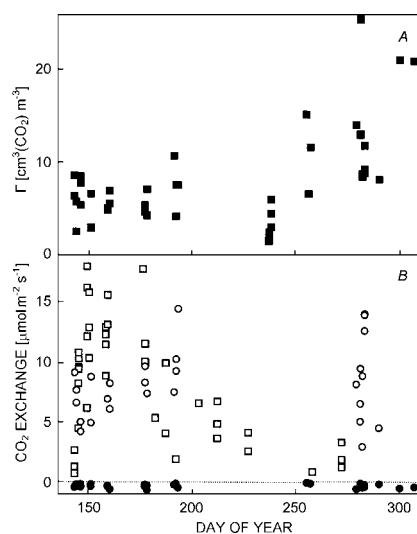 A
Γ [cm³(CO₂) m⁻³]
20
10
0
B
CO₂ EXCHANGE [µmol m⁻² s⁻¹]
15
10
5
0
150 200 250 300
DAY OF YEAR